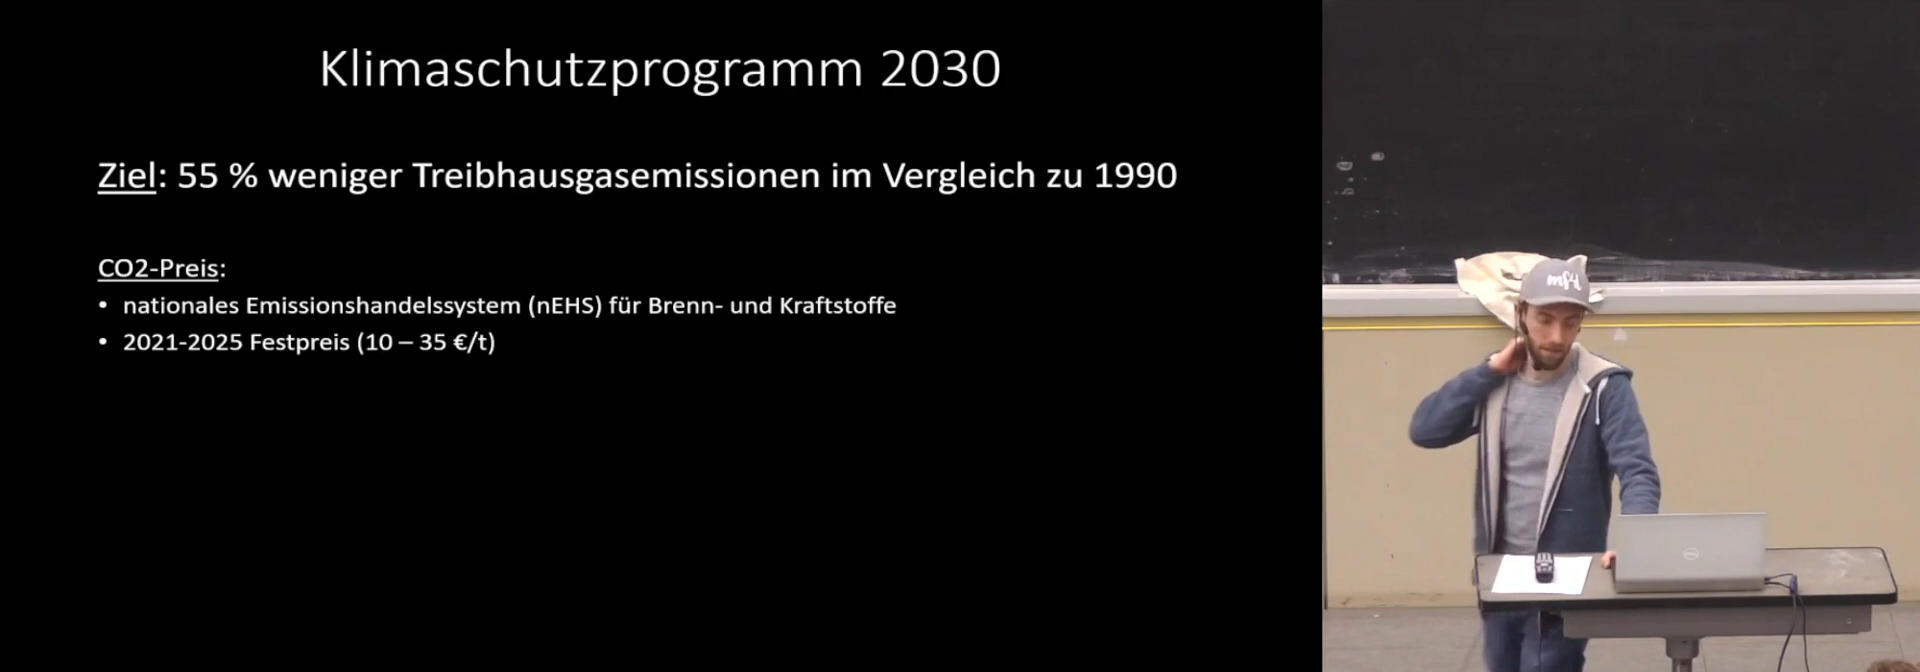 Klimaschutzprogramm 2030
Ziel: 55 % weniger Treibhausgasemissionen im Vergleich zu 1990
CO2-Preis:
• nationales Emissionshandelssystem (nEHS) für Brenn- und Kraftstoffe
• 2021-2025 Festpreis (10 – 35 €/t)